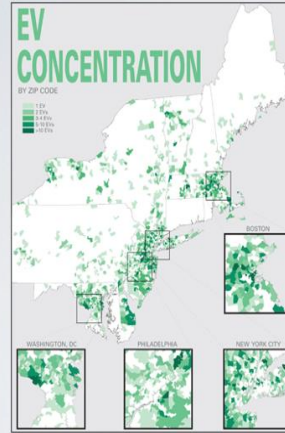 EV
CONCENTRATION
BY ZIP CODE
1 EV
2 EVs
3-4 EVs
5-10 EVs
>10 EVs
BOSTON
WASHINGTON, DC
PHILADELPHIA
NEW YORK CITY